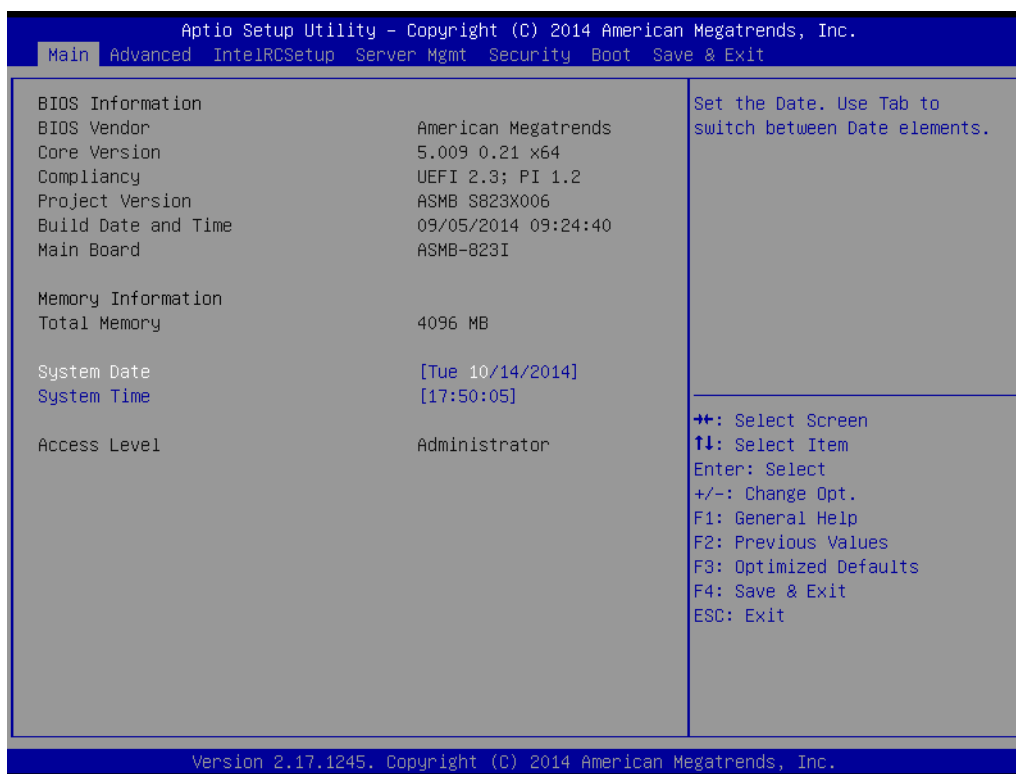 Aptio Setup Utility – Copyright (C) 2014 American Megatrends, Inc.
Main Advanced IntelRCSetup Server Mgmt Security Boot Save & Exit
BIOS Information
BIOS Vendor American Megatrends
Core Version 5.009 0.21 x64
Compliancy UEFI 2.3; PI 1.2
Project Version ASMB S823X006
Build Date and Time 09/05/2014 09:24:40
Main Board ASMB-823I
Memory Information
Total Memory 4096 MB
System Date [Tue 10/14/2014]
System Time [17:50:05]
Access Level Administrator
Set the Date. Use Tab to
switch between Date elements.
→←: Select Screen
↑↓: Select Item
Enter: Select
+/-: Change Opt.
F1: General Help
F2: Previous Values
F3: Optimized Defaults
F4: Save & Exit
ESC: Exit
Version 2.17.1245. Copyright (C) 2014 American Megatrends, Inc.